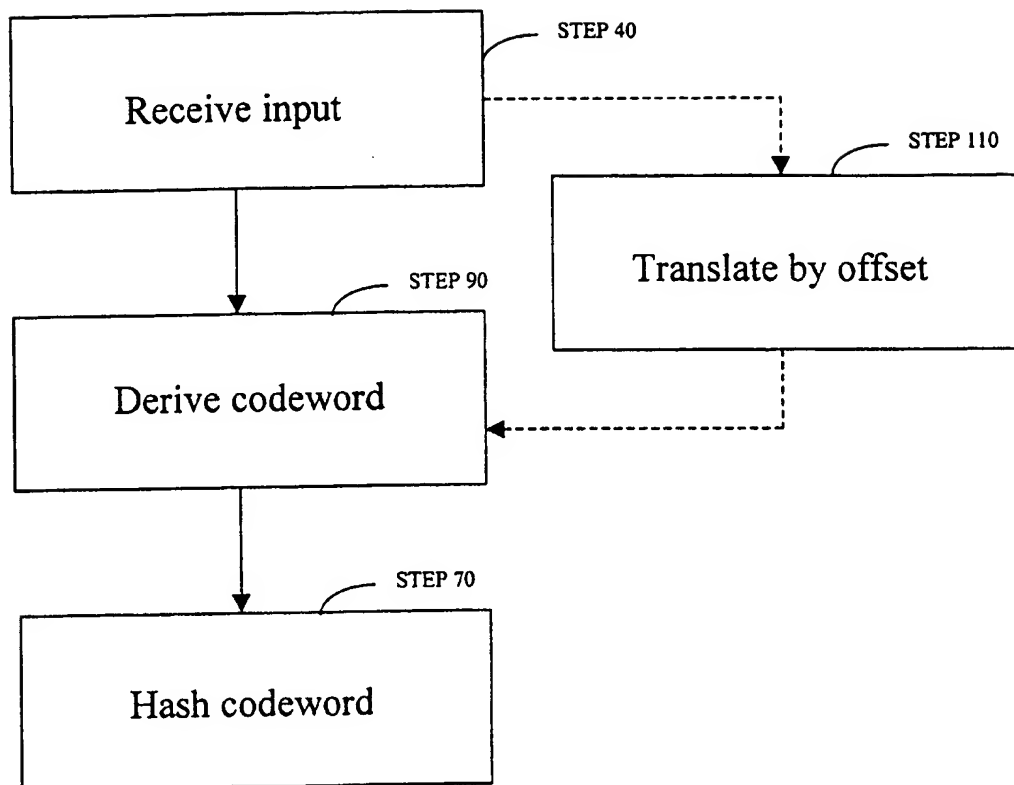 STEP 40
Receive input
STEP 110
Translate by offset
STEP 90
Derive codeword
STEP 70
Hash codeword